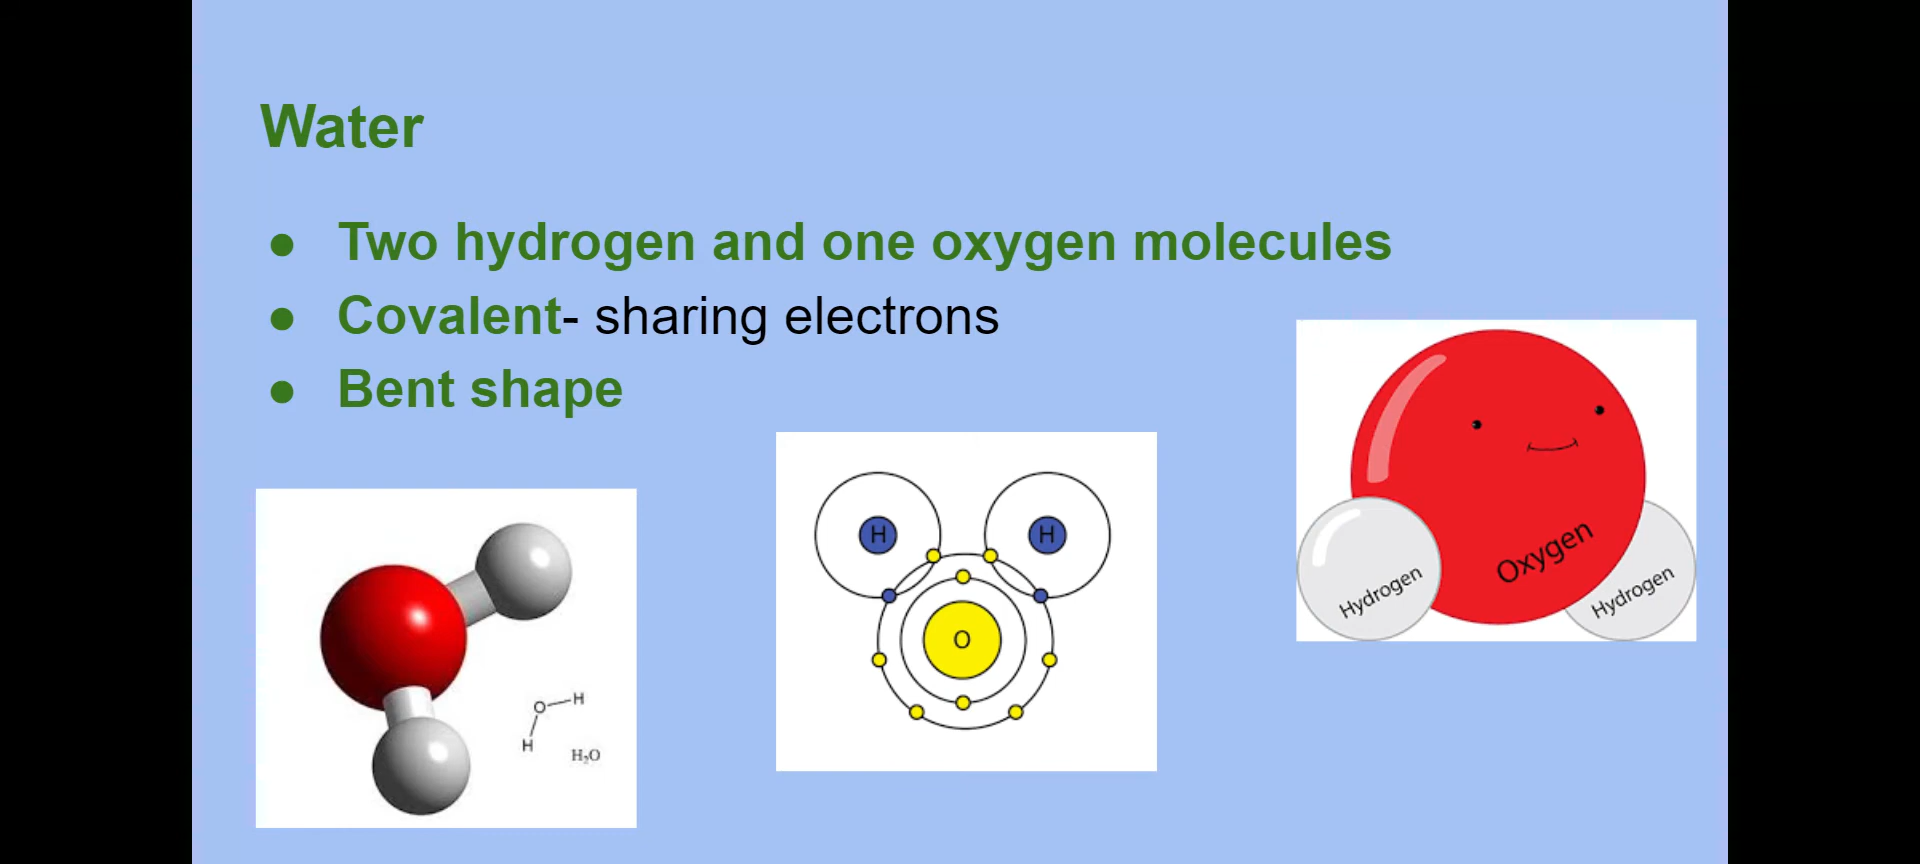 Water
● Two hydrogen and one oxygen molecules
● Covalent- sharing electrons
● Bent shape
O H
H
H₂O
H H
O
Oxygen
Hydrogen Hydrogen